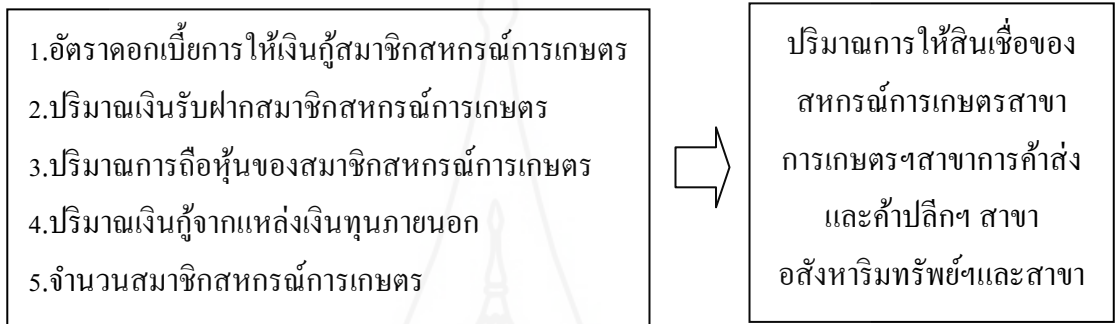 1.อัตราดอกเบี้ยการให้เงินกู้สมาชิกสหกรณ์การเกษตร
2.ปริมาณเงินรับฝากสมาชิกสหกรณ์การเกษตร
3.ปริมาณการถือหุ้นของสมาชิกสหกรณ์การเกษตร
4.ปริมาณเงินกู้จากแหล่งเงินทุนภายนอก
5.จำนวนสมาชิกสหกรณ์การเกษตร
ปริมาณการให้สินเชื่อของ
สหกรณ์การเกษตรสาขา
การเกษตรฯสาขาการค้าส่ง
และค้าปลีกฯ สาขา
อสังหาริมทรัพย์ฯและสาขา